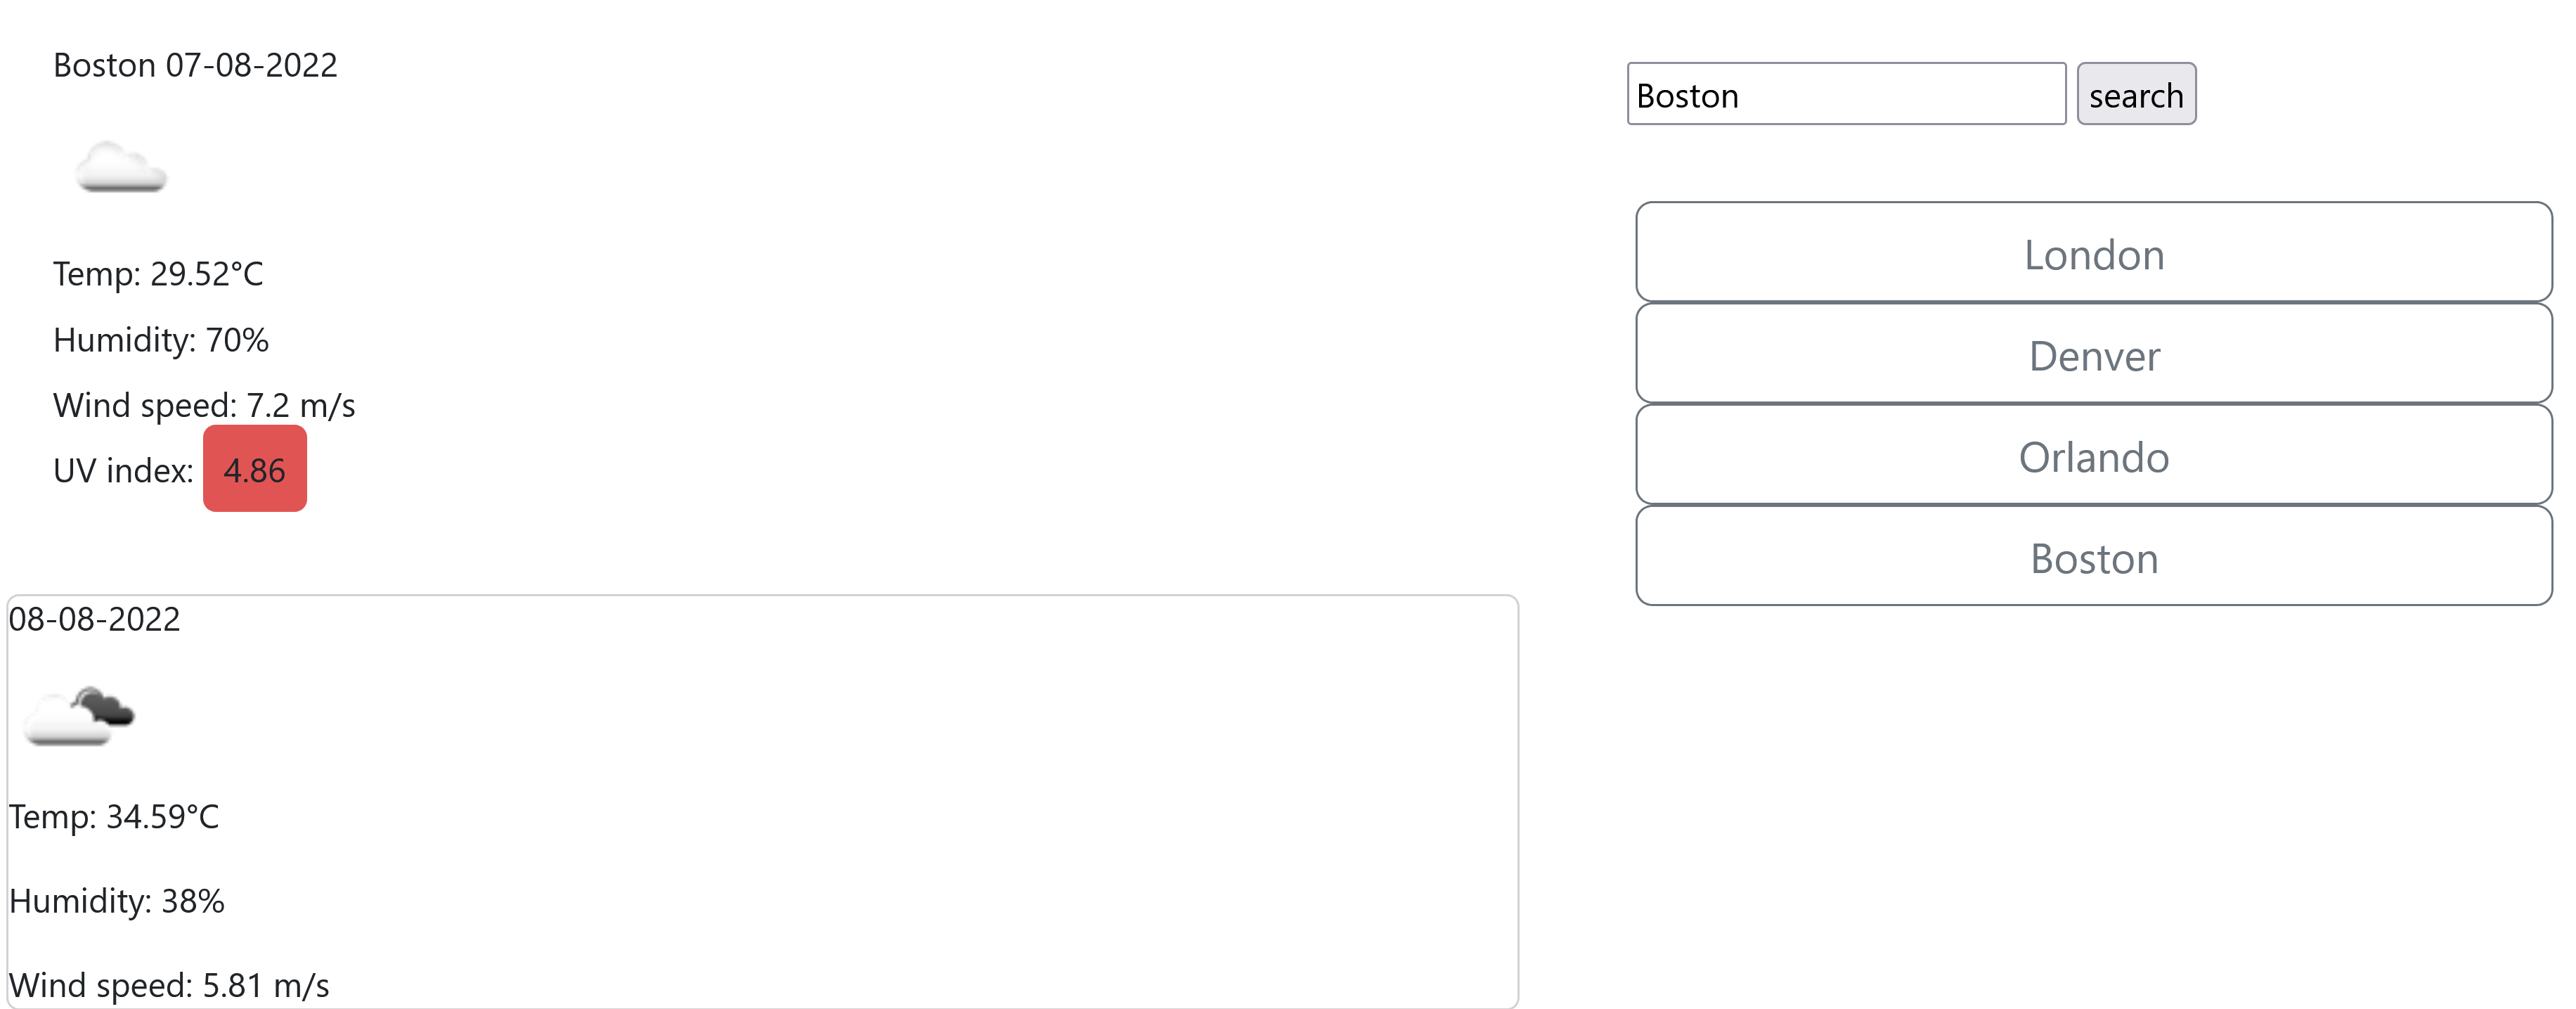 Boston 07-08-2022
Temp: 29.52°C
Humidity: 70%
Wind speed: 7.2 m/s
UV index: 4.86
08-08-2022
Temp: 34.59°C
Humidity: 38%
Wind speed: 5.81 m/s
Boston search
London
Denver
Orlando
Boston